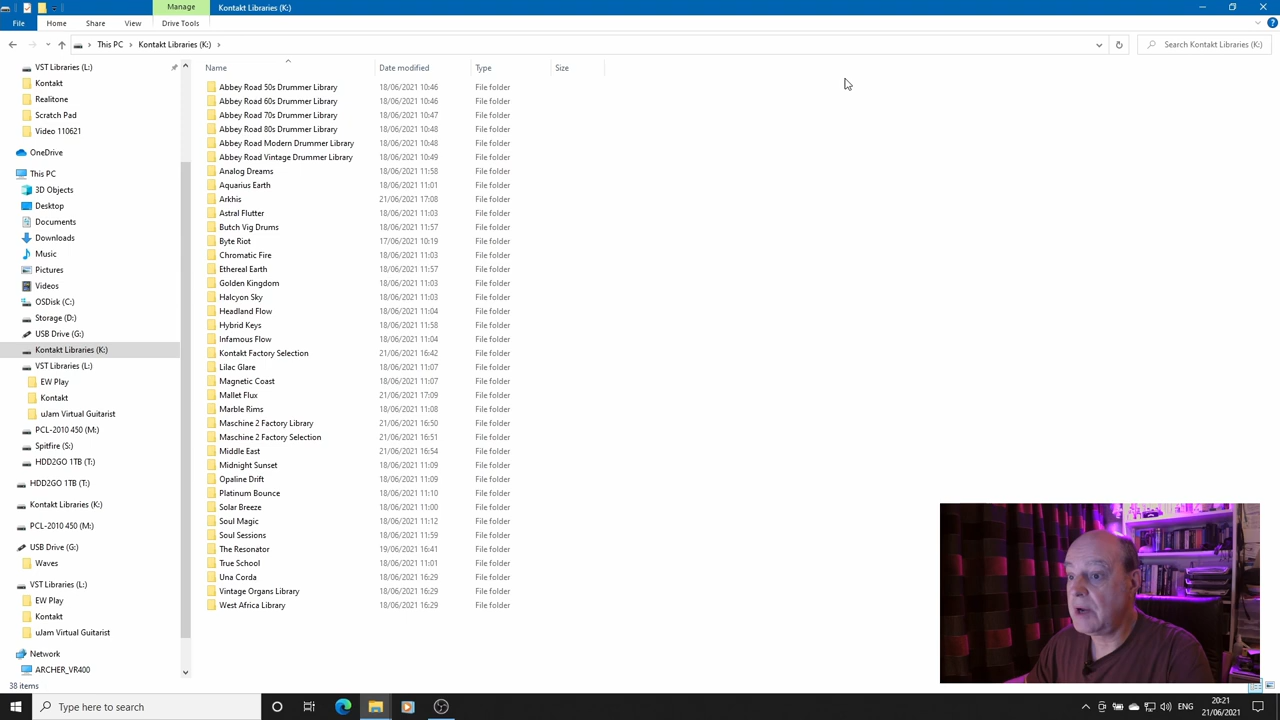 Manage
Kontakt Libraries (K:)
File
Home
Share
View
Drive Tools
This PC
Kontakt Libraries (K:)
Search Kontakt Libraries (K:)
VST Libraries (L:)
Kontakt
Realitone
Scratch Pad
Video 110621
OneDrive
This PC
3D Objects
Desktop
Documents
Downloads
Music
Pictures
Videos
OSDisk (C:)
Storage (D:)
USB Drive (G:)
Kontakt Libraries (K:)
VST Libraries (L:)
EW Play
Kontakt
uJam Virtual Guitarist
PCL-2010 450 (M:)
Spitfire (S:)
HDD2GO 1TB (T:)
HDD2GO 1TB (T:)
Kontakt Libraries (K:)
PCL-2010 450 (M:)
USB Drive (G:)
Waves
VST Libraries (L:)
EW Play
Kontakt
uJam Virtual Guitarist
Network
ARCHER_VR400
Name Date modified Type Size
Abbey Road 50s Drummer Library 18/06/2021 10:46 File folder
Abbey Road 60s Drummer Library 18/06/2021 10:46 File folder
Abbey Road 70s Drummer Library 18/06/2021 10:47 File folder
Abbey Road 80s Drummer Library 18/06/2021 10:48 File folder
Abbey Road Modern Drummer Library 18/06/2021 10:48 File folder
Abbey Road Vintage Drummer Library 18/06/2021 10:49 File folder
Analog Dreams 18/06/2021 11:58 File folder
Aquarius Earth 18/06/2021 11:01 File folder
Arkhis 21/06/2021 17:08 File folder
Astral Flutter 18/06/2021 11:03 File folder
Butch Vig Drums 18/06/2021 11:57 File folder
Byte Riot 17/06/2021 10:19 File folder
Chromatic Fire 18/06/2021 11:03 File folder
Ethereal Earth 18/06/2021 11:57 File folder
Golden Kingdom 18/06/2021 11:03 File folder
Halcyon Sky 18/06/2021 11:03 File folder
Headland Flow 18/06/2021 11:04 File folder
Hybrid Keys 18/06/2021 11:58 File folder
Infamous Flow 18/06/2021 11:04 File folder
Kontakt Factory Selection 21/06/2021 16:42 File folder
Lilac Glare 18/06/2021 11:07 File folder
Magnetic Coast 18/06/2021 11:07 File folder
Mallet Flux 21/06/2021 17:09 File folder
Marble Rims 18/06/2021 11:08 File folder
Maschine 2 Factory Library 21/06/2021 16:50 File folder
Maschine 2 Factory Selection 21/06/2021 16:51 File folder
Middle East 21/06/2021 16:54 File folder
Midnight Sunset 18/06/2021 11:09 File folder
Opaline Drift 18/06/2021 11:09 File folder
Platinum Bounce 18/06/2021 11:10 File folder
Solar Breeze 18/06/2021 11:00 File folder
Soul Magic 18/06/2021 11:12 File folder
Soul Sessions 18/06/2021 11:59 File folder
The Resonator 19/06/2021 16:41 File folder
True School 18/06/2021 11:01 File folder
Una Corda 18/06/2021 16:29 File folder
Vintage Organs Library 18/06/2021 16:29 File folder
West Africa Library 18/06/2021 16:29 File folder
38 items
Type here to search
ENG
20:21
21/06/2021